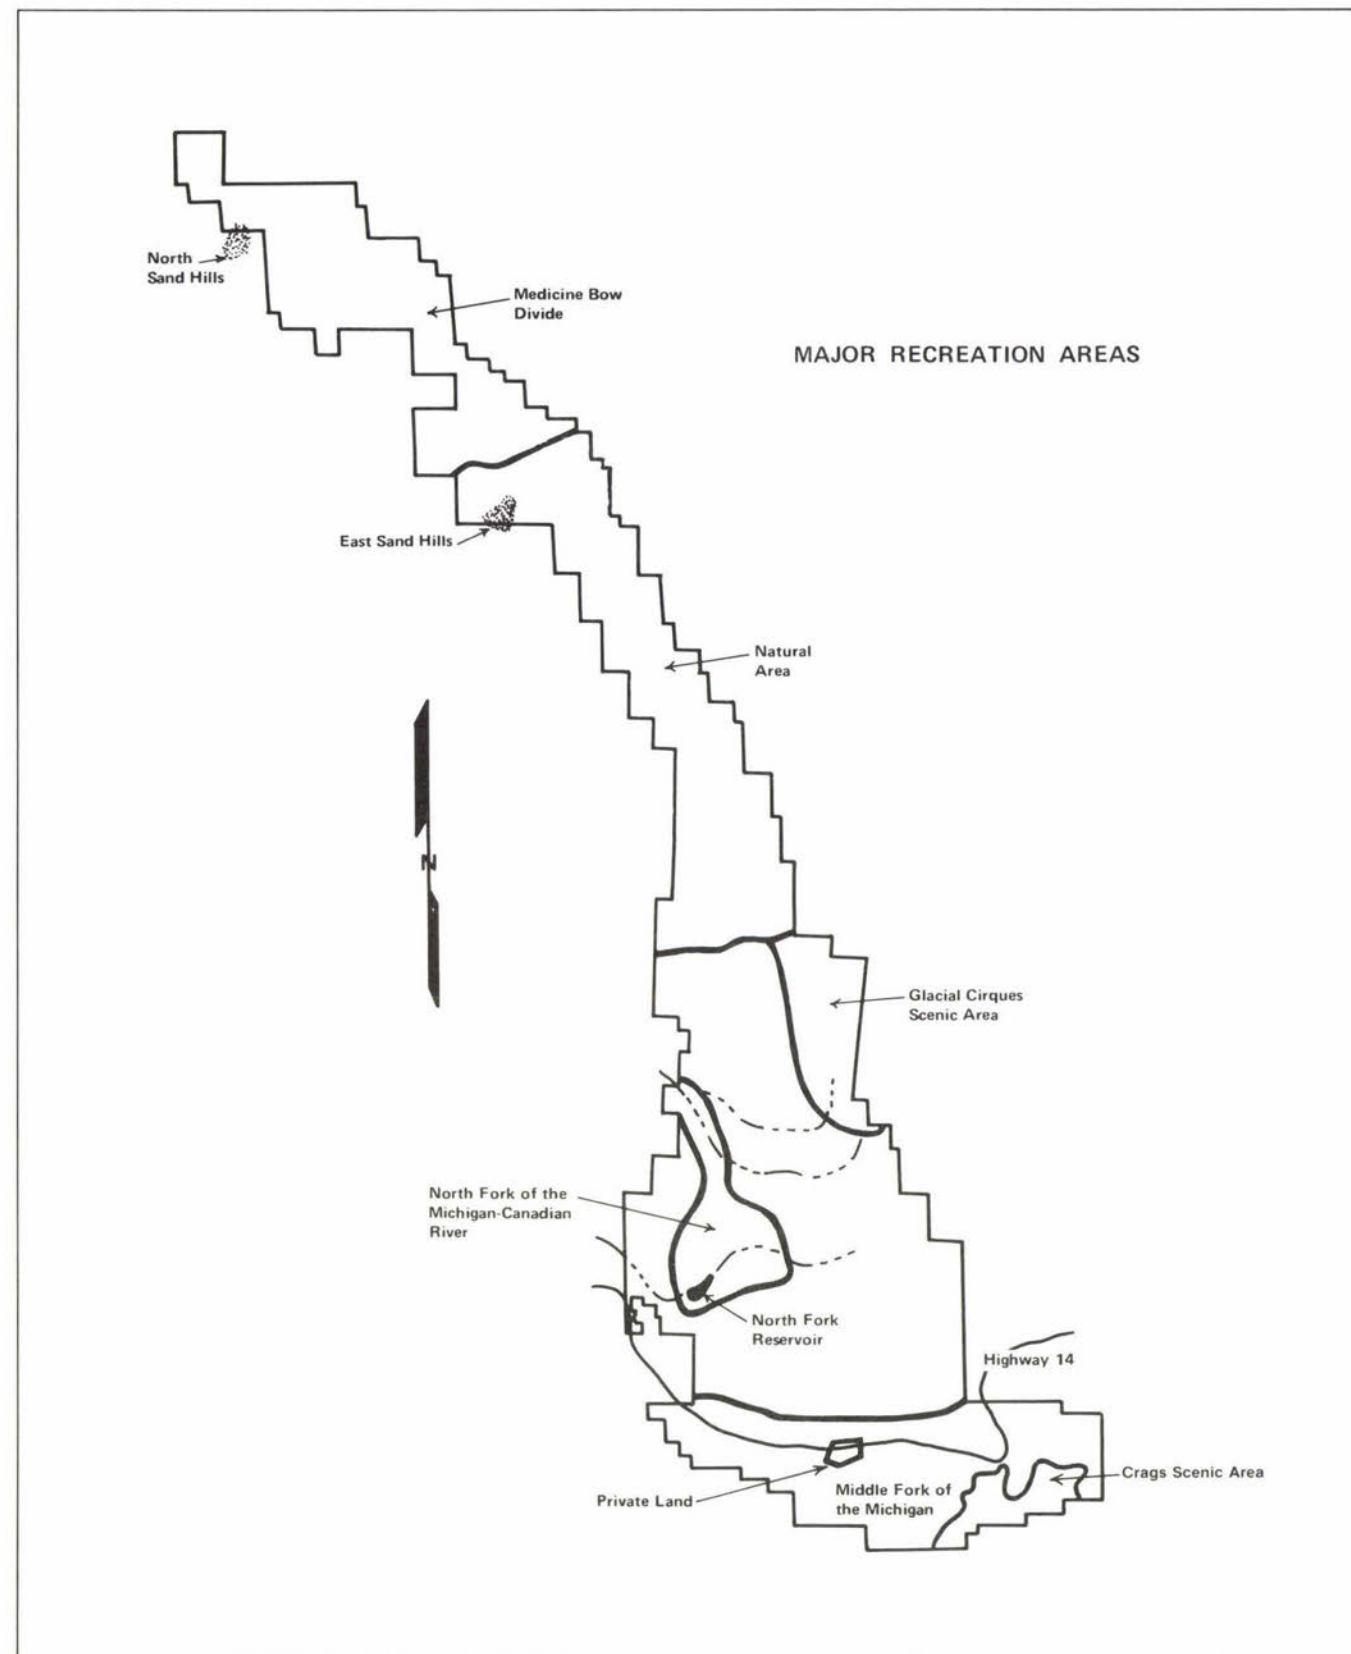 North
Sand Hills
Medicine Bow
Divide
MAJOR RECREATION AREAS
East Sand Hills
Natural
Area
N
Glacial Cirques
Scenic Area
North Fork of the
Michigan-Canadian
River
North Fork
Reservoir
Highway 14
Crags Scenic Area
Private Land
Middle Fork of
the Michigan